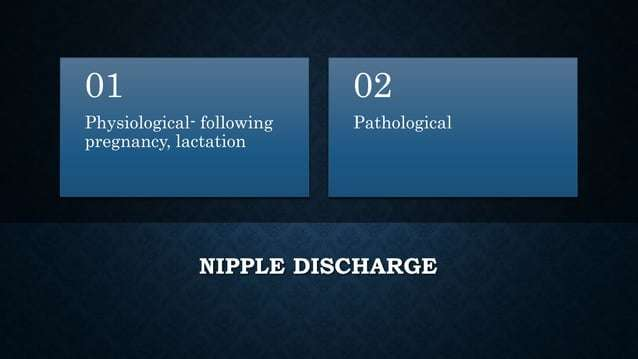 01
Physiological- following
pregnancy, lactation
02
Pathological
NIPPLE DISCHARGE